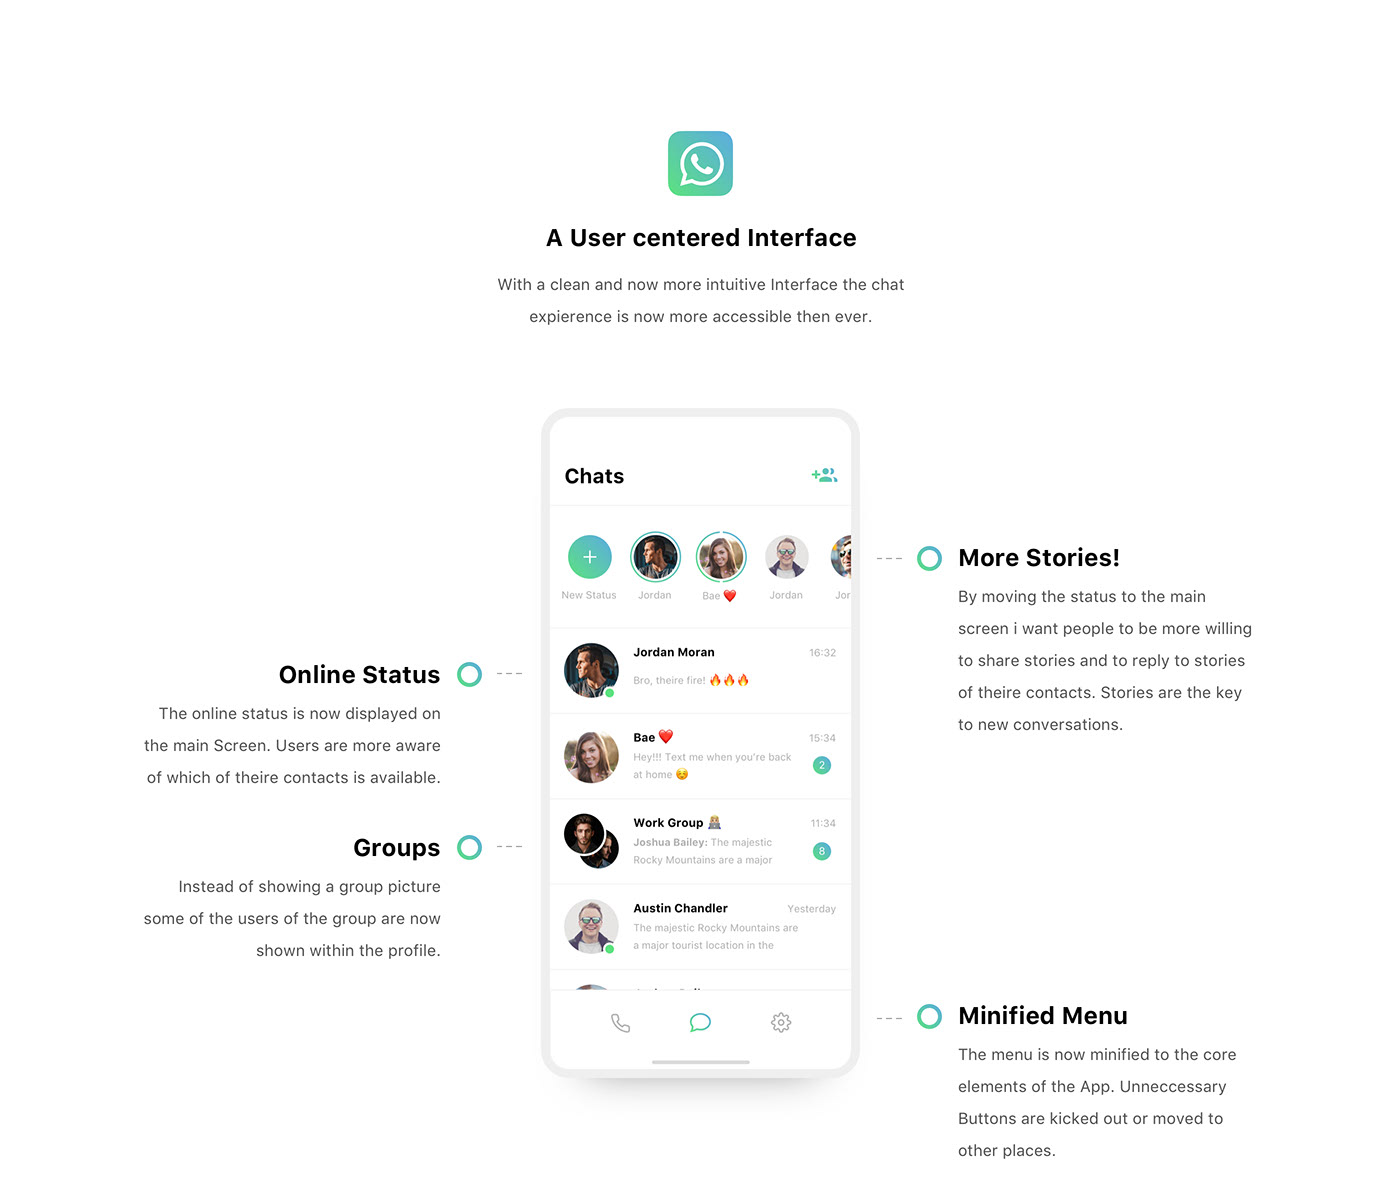 A User centered Interface
With a clean and now more intuitive Interface the chat
expierence is now more accessible then ever.
Chats
New Status
Jordan
Bae ❤️
Jordan
Jor
Jordan Moran
16:32
Bro, theire fire! 🔥🔥🔥
Bae ❤️
15:34
Hey!!! Text me when you're back
at home ☺️
2
Work Group
11:34
Joshua Bailey: The majestic
Rocky Mountains are a major
8
Austin Chandler
Yesterday
The majestic Rocky Mountains are
a major tourist location in the
Online Status
The online status is now displayed on
the main Screen. Users are more aware
of which of theire contacts is available.
Groups
Instead of showing a group picture
some of the users of the group are now
shown within the profile.
More Stories!
By moving the status to the main
screen i want people to be more willing
to share stories and to reply to stories
of theire contacts. Stories are the key
to new conversations.
Minified Menu
The menu is now minified to the core
elements of the App. Unneccessary
Buttons are kicked out or moved to
other places.